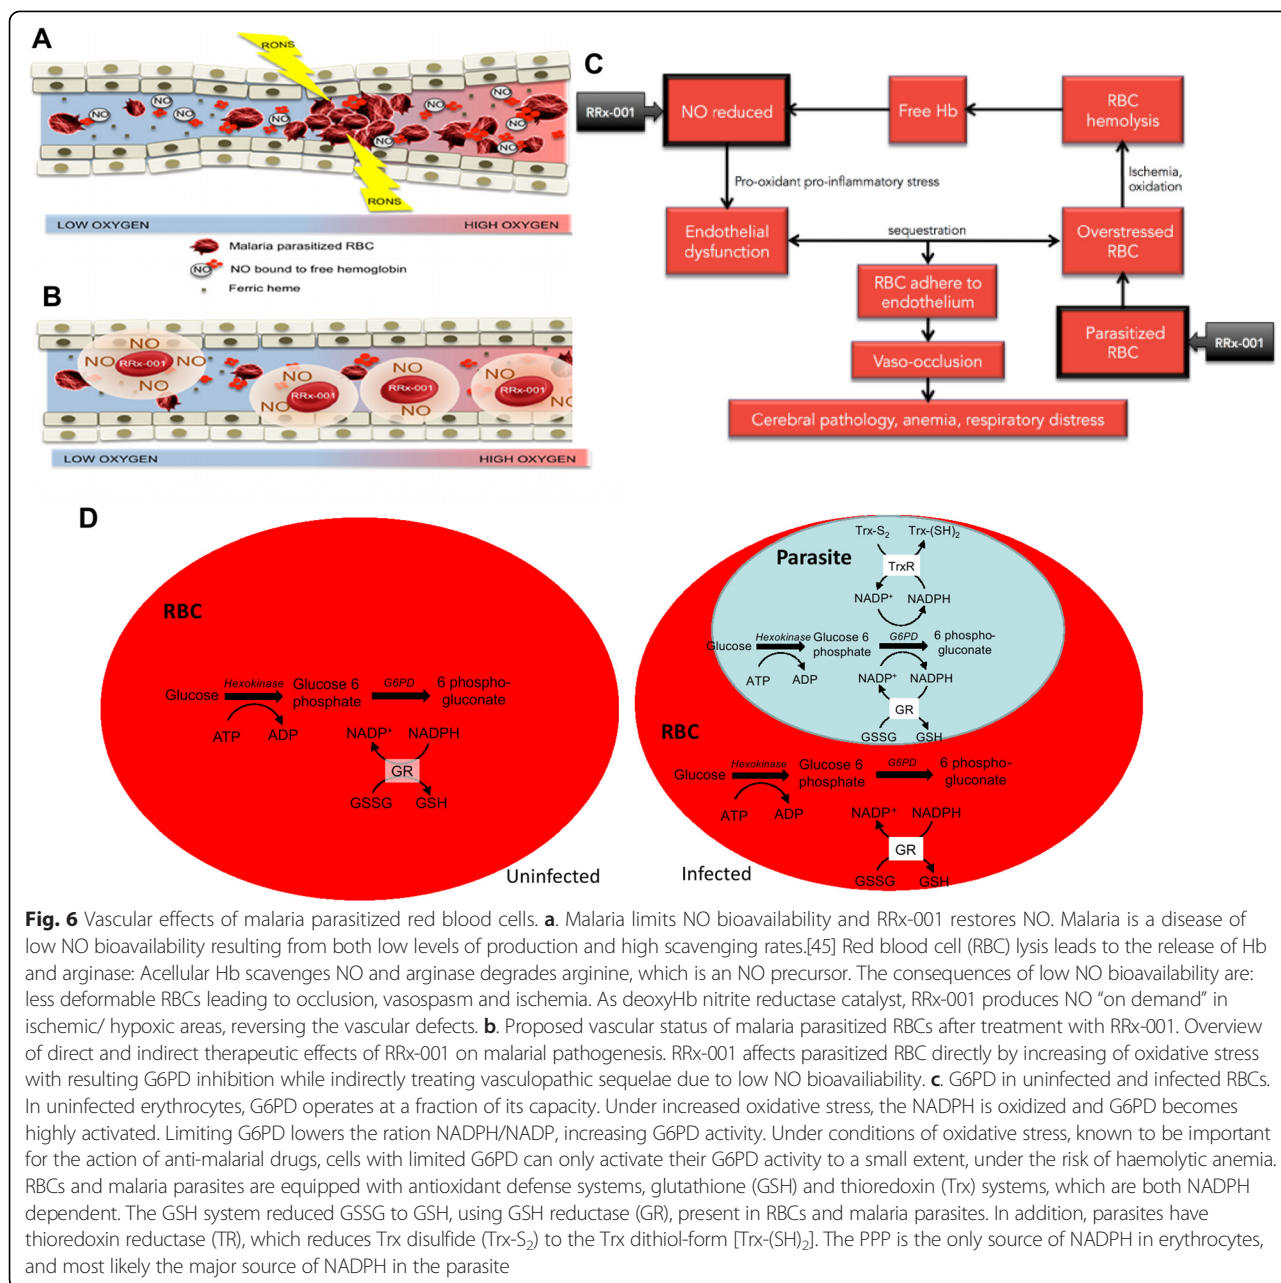 A
RONS
NO
NO
NO
NO
NO
NO
NO
RONS
LOW OXYGEN
HIGH OXYGEN
Malaria parasitized RBC
NO
NO bound to free hemoglobin
Ferric heme
B
NO
NO
RRx-001
NO
NO
NO
RRx-001
NO
NO
NO
RRx-001
NO
NO
RRx-001
NO
LOW OXYGEN
HIGH OXYGEN
C
RRx-001
NO reduced
Free Hb
RBC
hemolysis
Pro-oxidant pro-inflammatory stress
Ischemia,
oxidation
Endothelial
dysfunction
sequestration
Overstressed
RBC
RBC adhere to
endothelium
Parasitized
RBC
RRx-001
Vaso-occlusion
Cerebral pathology, anemia, respiratory distress
D
RBC
Glucose
Hexokinase
Glucose 6
phosphate
G6PD
6 phospho-
gluconate
ATP
ADP
NADP+
NADPH
GR
GSSG
GSH
Uninfected
Parasite
Trx-S2
Trx-(SH)2
TrxR
NADP+
NADPH
Glucose
Hexokinase
Glucose 6
phosphate
G6PD
6 phospho-
gluconate
ATP
ADP
NADP+
NADPH
GR
GSSG
GSH
RBC
Glucose
Hexokinase
Glucose 6
phosphate
G6PD
6 phospho-
gluconate
ATP
ADP
NADP+
NADPH
GR
GSSG
GSH
Infected
Fig. 6 Vascular effects of malaria parasitized red blood cells. a. Malaria limits NO bioavailability and RRx-001 restores NO. Malaria is a disease of
low NO bioavailability resulting from both low levels of production and high scavenging rates.[45] Red blood cell (RBC) lysis leads to the release of Hb
and arginase: Acellular Hb scavenges NO and arginase degrades arginine, which is an NO precursor. The consequences of low NO bioavailability are:
less deformable RBCs leading to occlusion, vasospasm and ischemia. As deoxyHb nitrite reductase catalyst, RRx-001 produces NO “on demand” in
ischemic/ hypoxic areas, reversing the vascular defects. b. Proposed vascular status of malaria parasitized RBCs after treatment with RRx-001. Overview
of direct and indirect therapeutic effects of RRx-001 on malarial pathogenesis. RRx-001 affects parasitized RBC directly by increasing of oxidative stress
with resulting G6PD inhibition while indirectly treating vasculopathic sequelae due to low NO bioavailiability. c. G6PD in uninfected and infected RBCs.
In uninfected erythrocytes, G6PD operates at a fraction of its capacity. Under increased oxidative stress, the NADPH is oxidized and G6PD becomes
highly activated. Limiting G6PD lowers the ration NADPH/NADP, increasing G6PD activity. Under conditions of oxidative stress, known to be important
for the action of anti-malarial drugs, cells with limited G6PD can only activate their G6PD activity to a small extent, under the risk of haemolytic anemia.
RBCs and malaria parasites are equipped with antioxidant defense systems, glutathione (GSH) and thioredoxin (Trx) systems, which are both NADPH
dependent. The GSH system reduced GSSG to GSH, using GSH reductase (GR), present in RBCs and malaria parasites. In addition, parasites have
thioredoxin reductase (TR), which reduces Trx disulfide (Trx-S2) to the Trx dithiol-form [Trx-(SH)2]. The PPP is the only source of NADPH in erythrocytes,
and most likely the major source of NADPH in the parasite